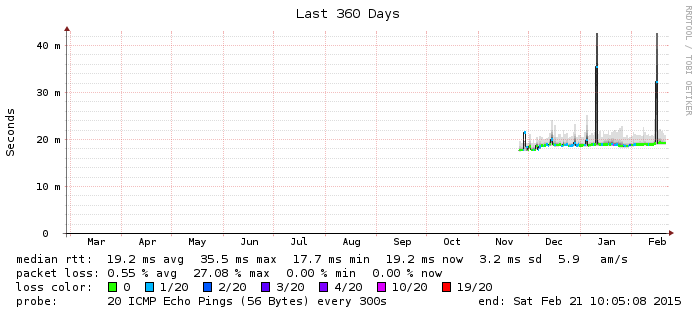 Last 360 Days
RRDTOOL / TOBI OETIKER
Seconds
40 m
30 m
20 m
10 m
0
Mar Apr May Jun Jul Aug Sep Oct Nov Dec Jan Feb
median rtt: 19.2 ms avg 35.5 ms max 17.7 ms min 19.2 ms now 3.2 ms sd 5.9 am/s
packet loss: 0.55 % avg 27.08 % max 0.00 % min 0.00 % now
loss color: 0 1/20 2/20 3/20 4/20 10/20 19/20
probe: 20 ICMP Echo Pings (56 Bytes) every 300s end: Sat Feb 21 10:05:08 2015